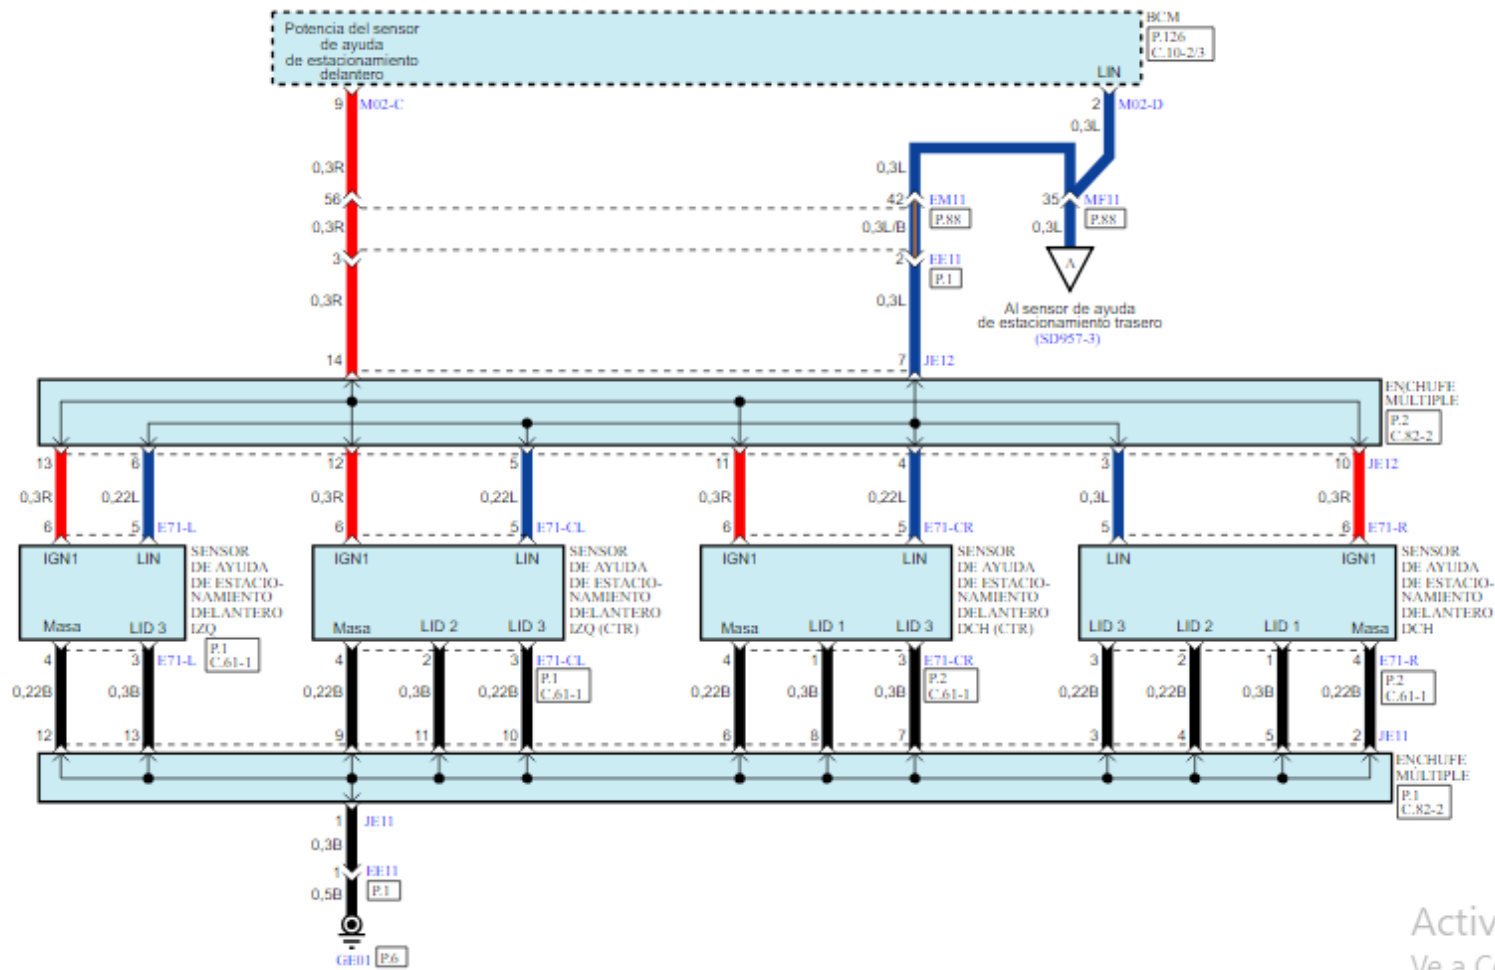 Potencia del sensor
de ayuda
de estacionamiento
delantero
LIN
BCM
P.126
C.10-2/3
9 M02-C
2 M02-D
0,3L
0,3R
0,3L
56
42 EM11
P.88
35 MF11
P.88
0,3R
0,3L/B
0,3L
3
2 EE11
P.1
A
0,3R
0,3L
Al sensor de ayuda
de estacionamiento trasero
(SD957-3)
14
7 JE12
ENCHUFE
MÚLTIPLE
P.2
C.82-2
13 6 12 5 11 4 3 10 JE12
0,3R 0,22L 0,3R 0,22L 0,3R 0,22L 0,3L 0,3R
6 5 E71-L 6 5 E71-CL 6 5 E71-CR 5 6 E71-R
IGN1 LIN
Masa LID 3
SENSOR
DE AYUDA
DE ESTACIO-
NAMIENTO
DELANTERO
IZQ
P.1
C.61-1
IGN1 LIN
Masa LID 2 LID 3
SENSOR
DE AYUDA
DE ESTACIO-
NAMIENTO
DELANTERO
IZQ (CTR)
P.1
C.61-1
IGN1 LIN
Masa LID 1 LID 3
SENSOR
DE AYUDA
DE ESTACIO-
NAMIENTO
DELANTERO
DCH (CTR)
P.2
C.61-1
LIN IGN1
LID 3 LID 2 LID 1 Masa
SENSOR
DE AYUDA
DE ESTACIO-
NAMIENTO
DELANTERO
DCH
P.2
C.61-1
4 3 E71-L 4 2 3 E71-CL 4 1 3 E71-CR 3 2 1 4 E71-R
0,22B 0,3B 0,22B 0,3B 0,22B 0,22B 0,3B 0,3B 0,22B 0,22B 0,3B 0,22B
12 13 9 11 10 6 8 7 3 4 5 2 JE11
ENCHUFE
MÚLTIPLE
P.1
C.82-2
1 JE11
0,3B
1 EE11
P.1
0,5B
GE01 P.6
Activ
Ve a Co